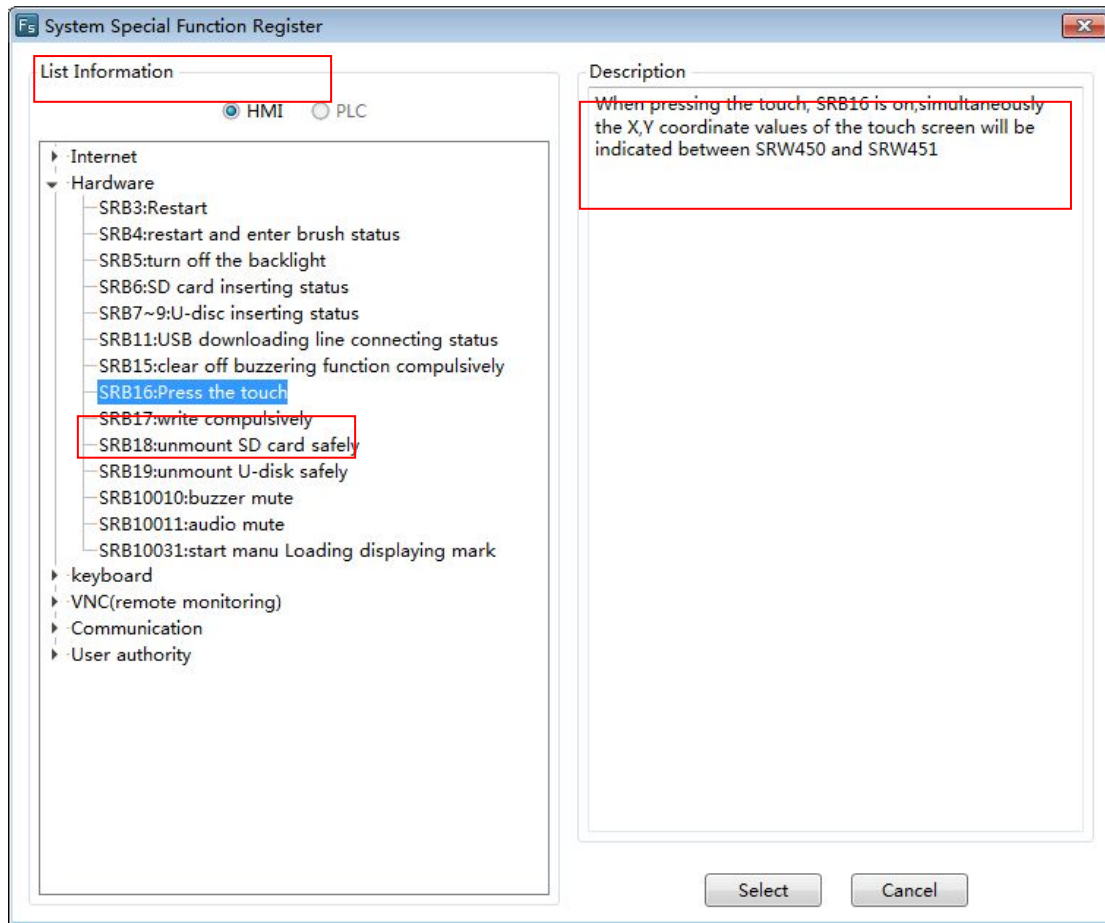 Fs System Special Function Register
List Information
HMI PLC
Internet
Hardware
SRB3:Restart
SRB4:restart and enter brush status
SRB5:turn off the backlight
SRB6:SD card inserting status
SRB7~9:U-disc inserting status
SRB11:USB downloading line connecting status
SRB15:clear off buzzering function compulsively
SRB16:Press the touch
SRB17:write compulsively
SRB18:unmount SD card safely
SRB19:unmount U-disk safely
SRB10010:buzzer mute
SRB10011:audio mute
SRB10031:start manu Loading displaying mark
keyboard
VNC(remote monitoring)
Communication
User authority
Description
When pressing the touch, SRB16 is on,simultaneously
the X,Y coordinate values of the touch screen will be
indicated between SRW450 and SRW451
Select Cancel